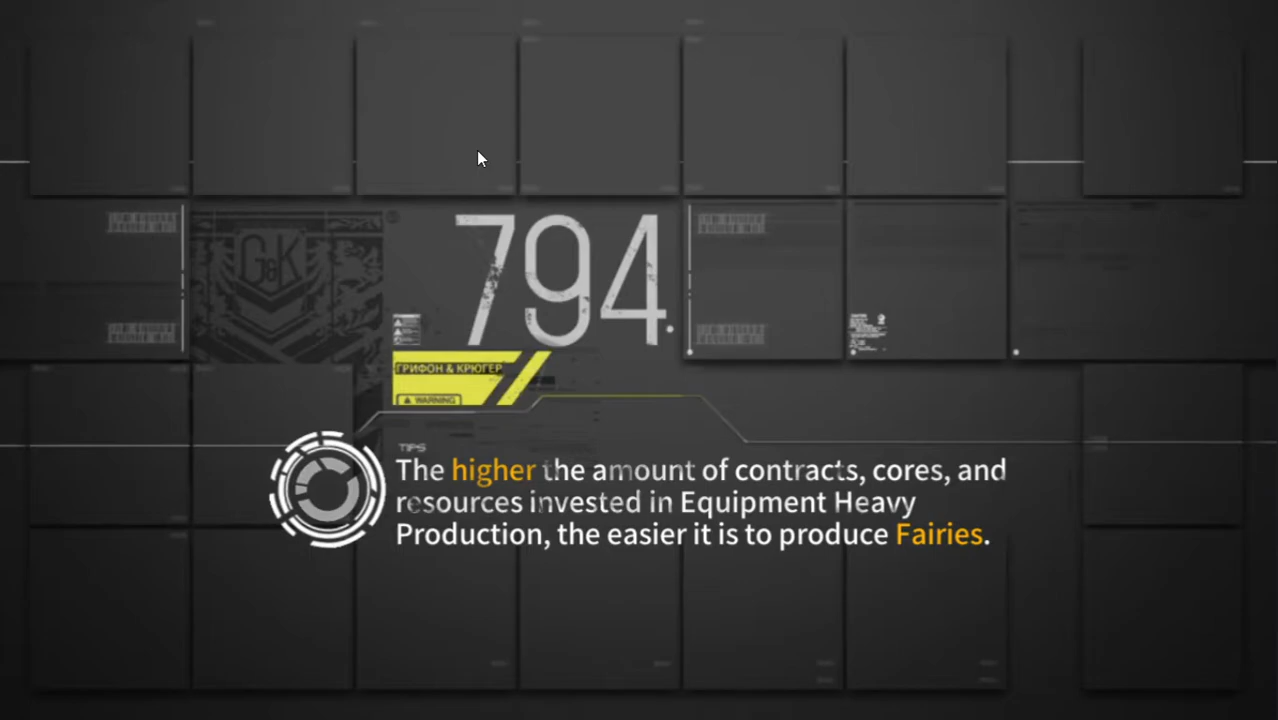 G&K
794.
ГРИФОН & КРЮГЕР
WARNING
TIPS
The higher the amount of contracts, cores, and
resources invested in Equipment Heavy
Production, the easier it is to produce Fairies.